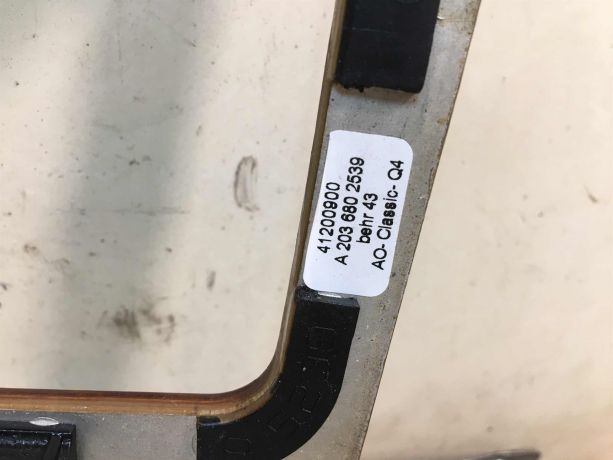 41200900
A 203 680 2539
behr 43
AO- Classic- Q4